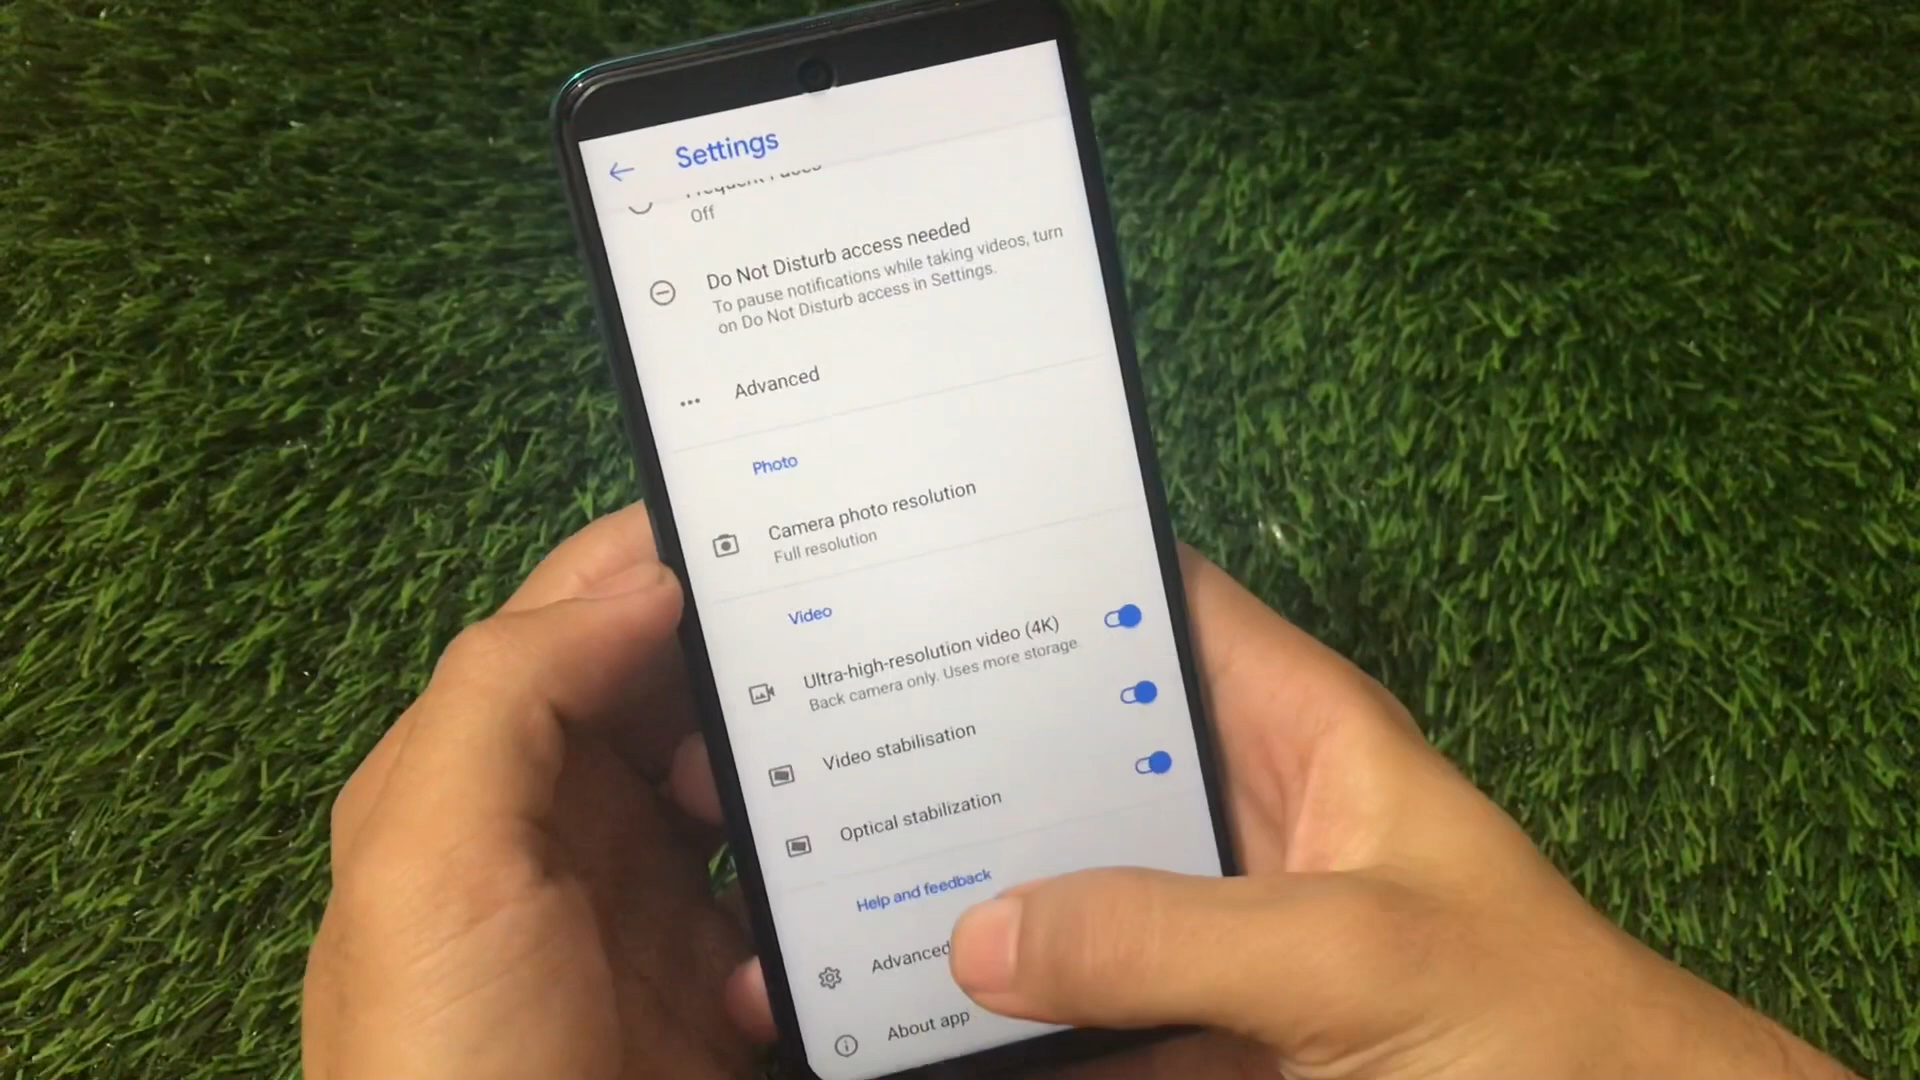 Settings
Frequent Faces
Off
Do Not Disturb access needed
To pause notifications while taking videos, turn
on Do Not Disturb access in Settings.
Advanced
Photo
Camera photo resolution
Full resolution
Video
Ultra-high-resolution video (4K)
Back camera only. Uses more storage
Video stabilisation
Optical stabilization
Help and feedback
Advanced
About app